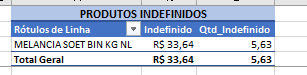 PRODUTOS INDEFINIDOS
Rótulos de Linha Indefinido Qtd_Indefinido
MELANCIA SOET BIN KG NL R$ 33,64 5,63
Total Geral R$ 33,64 5,63